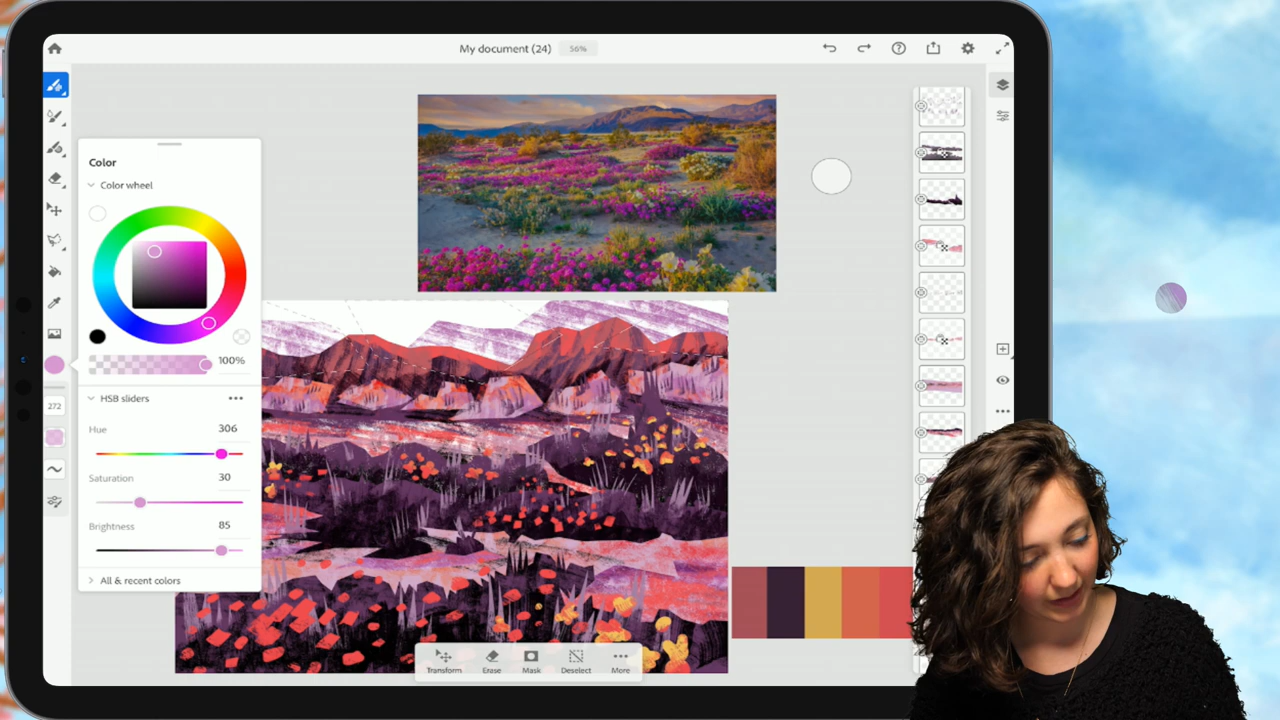 My document (24) 56%
Color
Color wheel
100%
HSB sliders
Hue 306
Saturation 30
Brightness 85
All & recent colors
272
Transform Erase Mask Deselect More